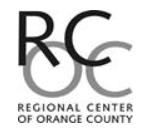 RC
OC
REGIONAL CENTER
OF ORANGE COUNTY